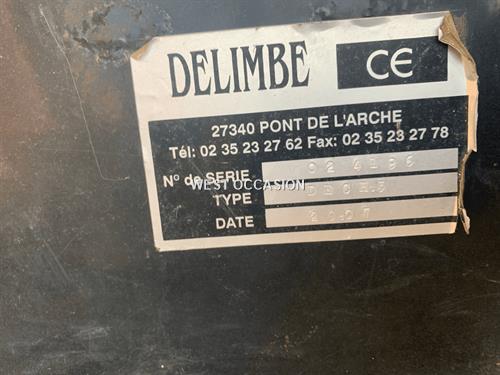 DELIMBE CE
27340 PONT DE L'ARCHE
Tél: 02 35 23 27 62 Fax: 02 35 23 27 78
N° de SERIE
WEST OCCASION
TYPE
DATE 2007